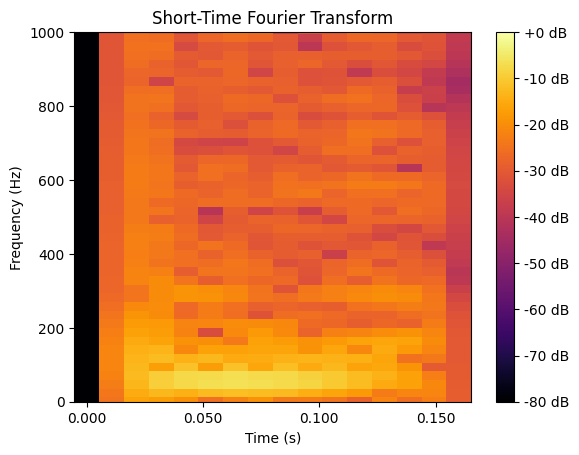 Short-Time Fourier Transform
Frequency (Hz)
1000
800
600
400
200
0
0.000
0.050
0.100
0.150
Time (s)
+0 dB
-10 dB
-20 dB
-30 dB
-40 dB
-50 dB
-60 dB
-70 dB
-80 dB